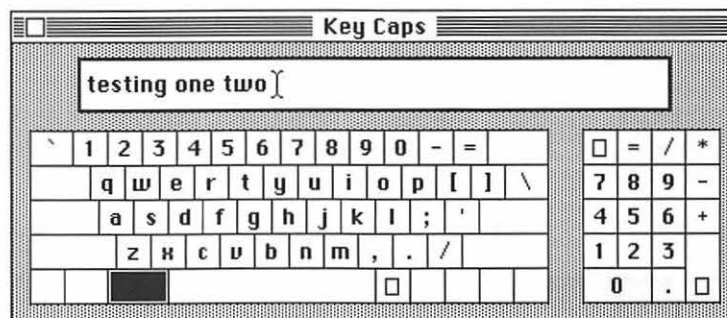 Key Caps
testing one two
` 1 2 3 4 5 6 7 8 9 0 - = = / *
q w e r t y u i o p [ ] \ 7 8 9 -
a s d f g h j k l ; ' 4 5 6 +
z x c v b n m , . / 1 2 3
0 .